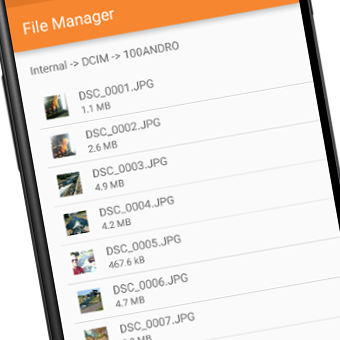 File Manager
Internal -> DCIM -> 100ANDRO
DSC_0001.JPG
1.1 MB
DSC_0002.JPG
2.6 MB
DSC_0003.JPG
4.9 MB
DSC_0004.JPG
4.2 MB
DSC_0005.JPG
467.6 kB
DSC_0006.JPG
4.7 MB
DSC_0007.JPG
MB